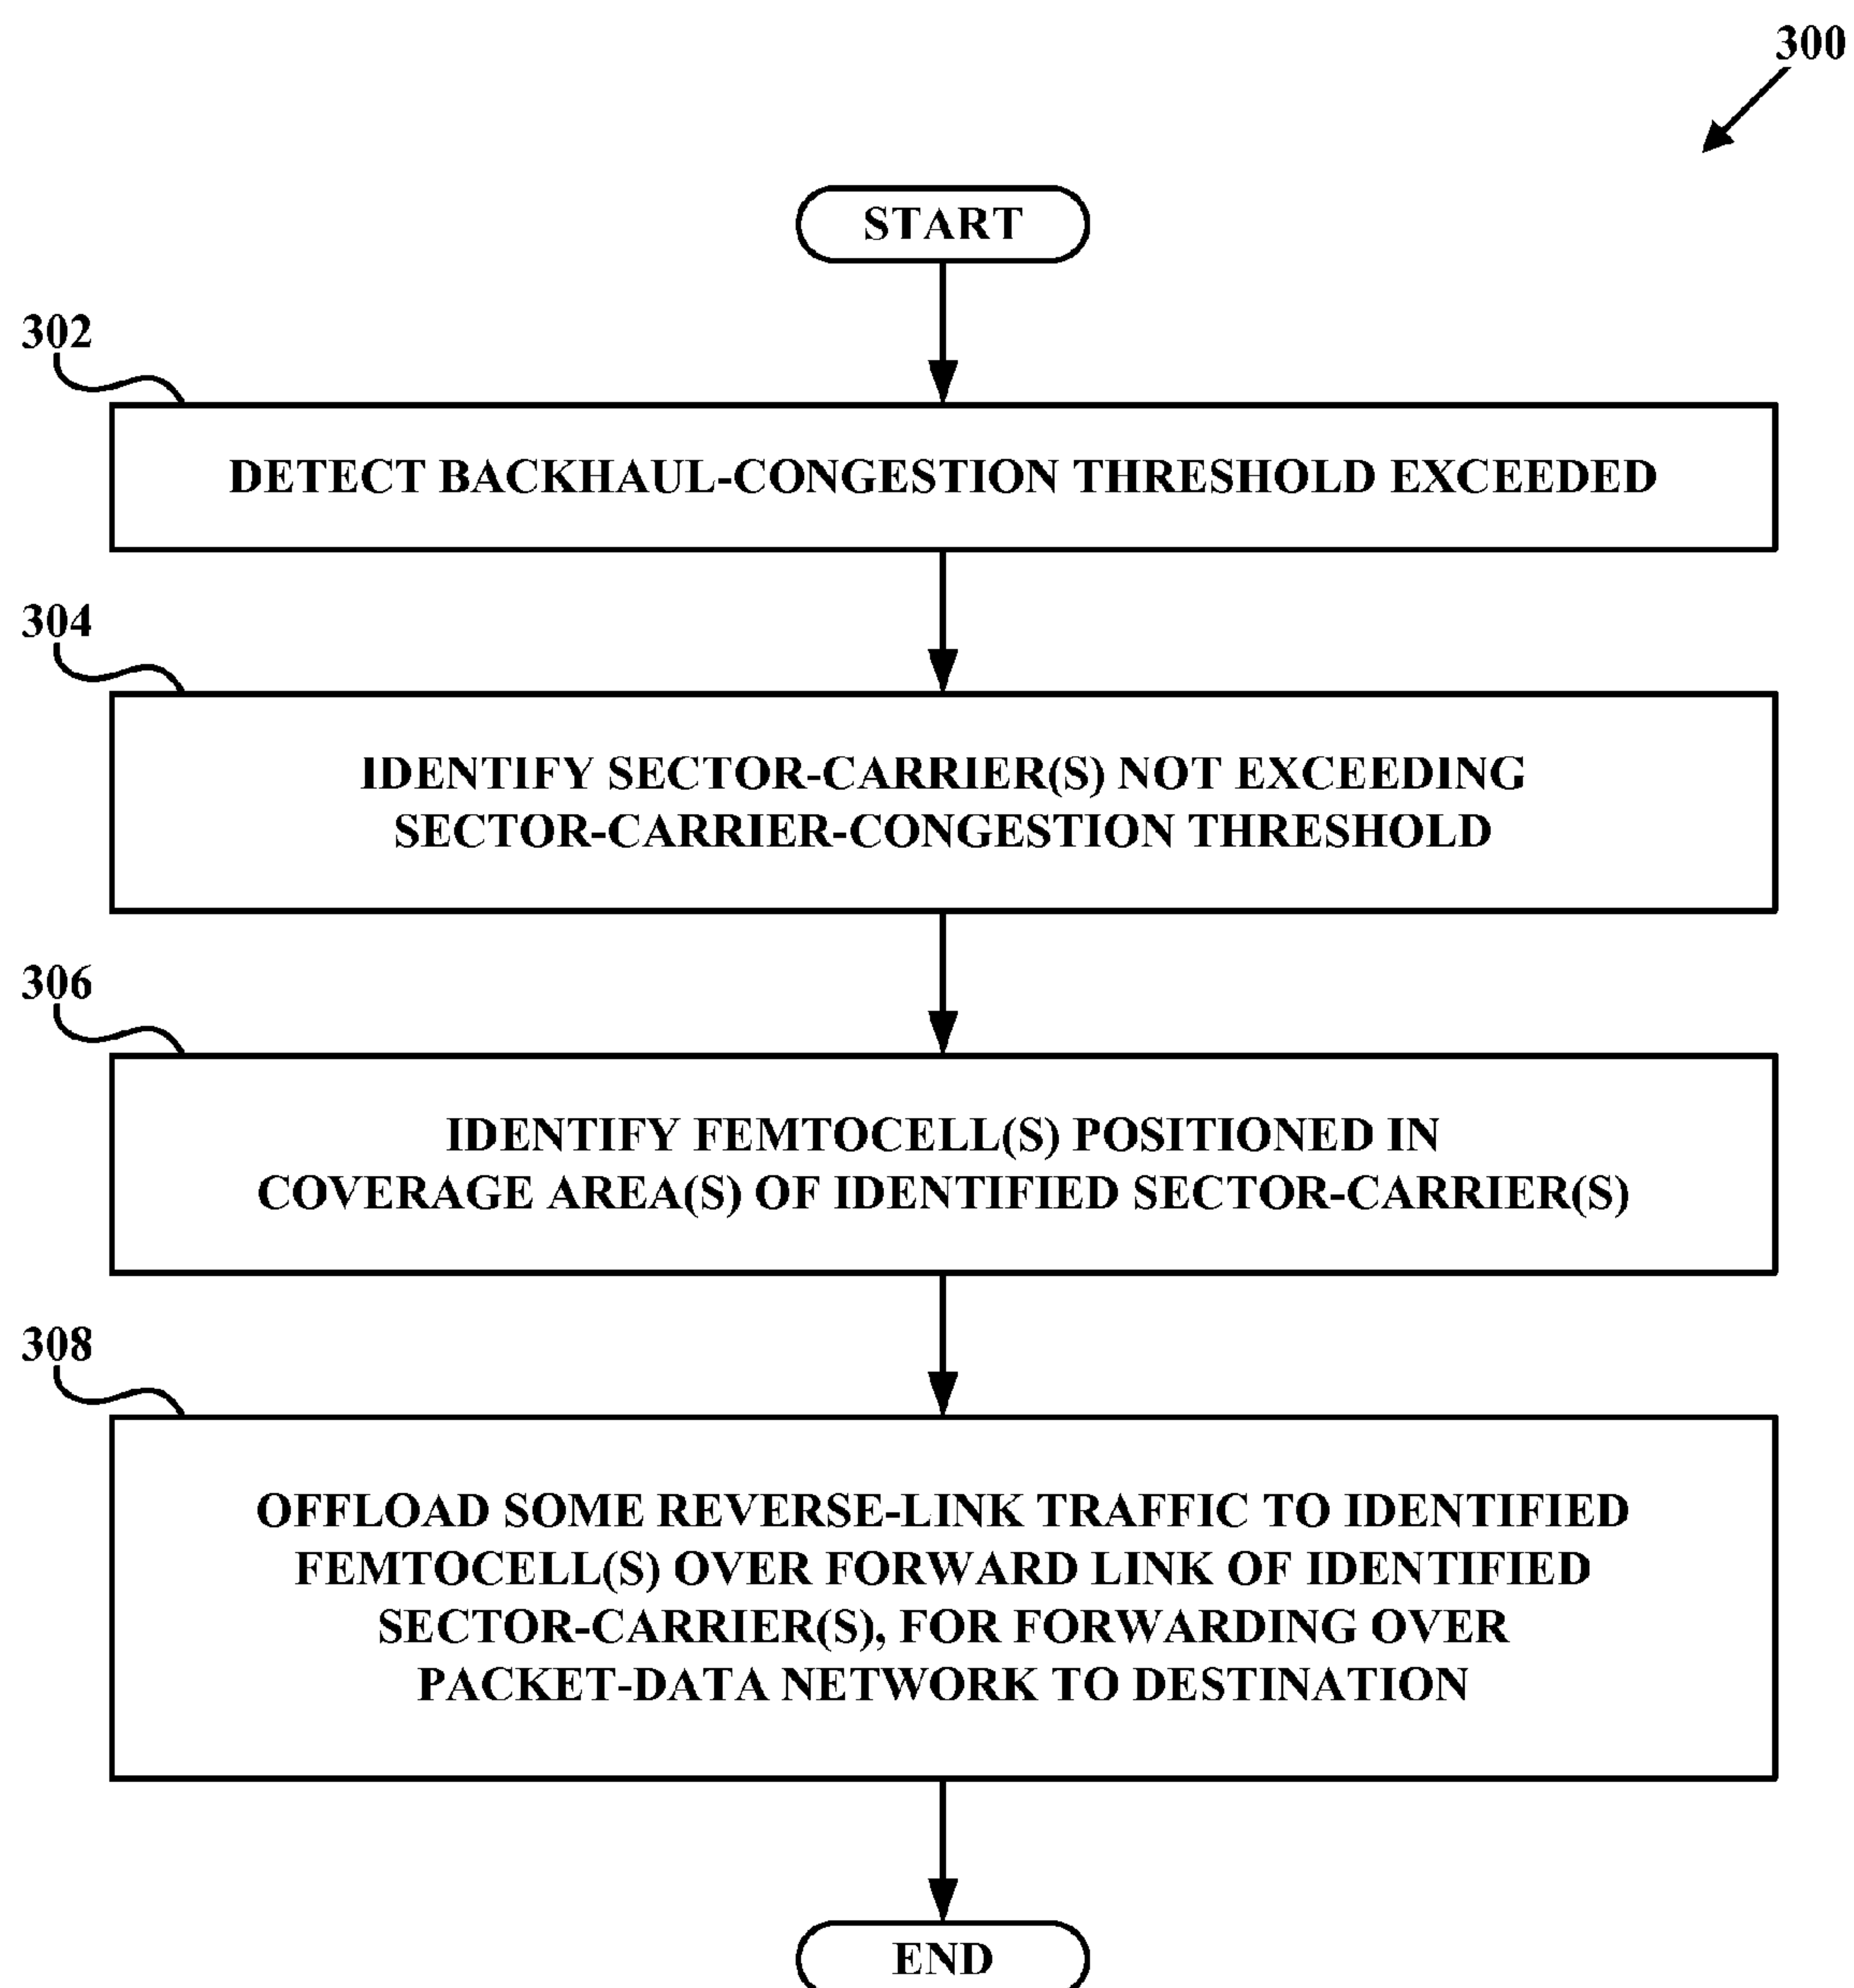 300
START
302
DETECT BACKHAUL-CONGESTION THRESHOLD EXCEEDED
304
IDENTIFY SECTOR-CARRIER(S) NOT EXCEEDING
SECTOR-CARRIER-CONGESTION THRESHOLD
306
IDENTIFY FEMTOCELL(S) POSITIONED IN
COVERAGE AREA(S) OF IDENTIFIED SECTOR-CARRIER(S)
308
OFFLOAD SOME REVERSE-LINK TRAFFIC TO IDENTIFIED
FEMTOCELL(S) OVER FORWARD LINK OF IDENTIFIED
SECTOR-CARRIER(S), FOR FORWARDING OVER
PACKET-DATA NETWORK TO DESTINATION
END